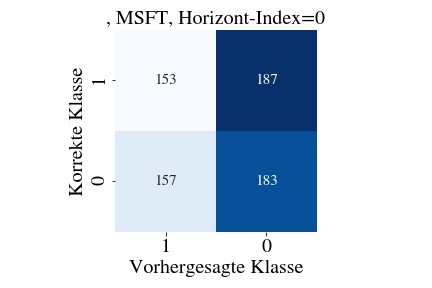 , MSFT, Horizont-Index=0
Korrekte Klasse
1
153
187
0
157
183
1
0
Vorhergesagte Klasse